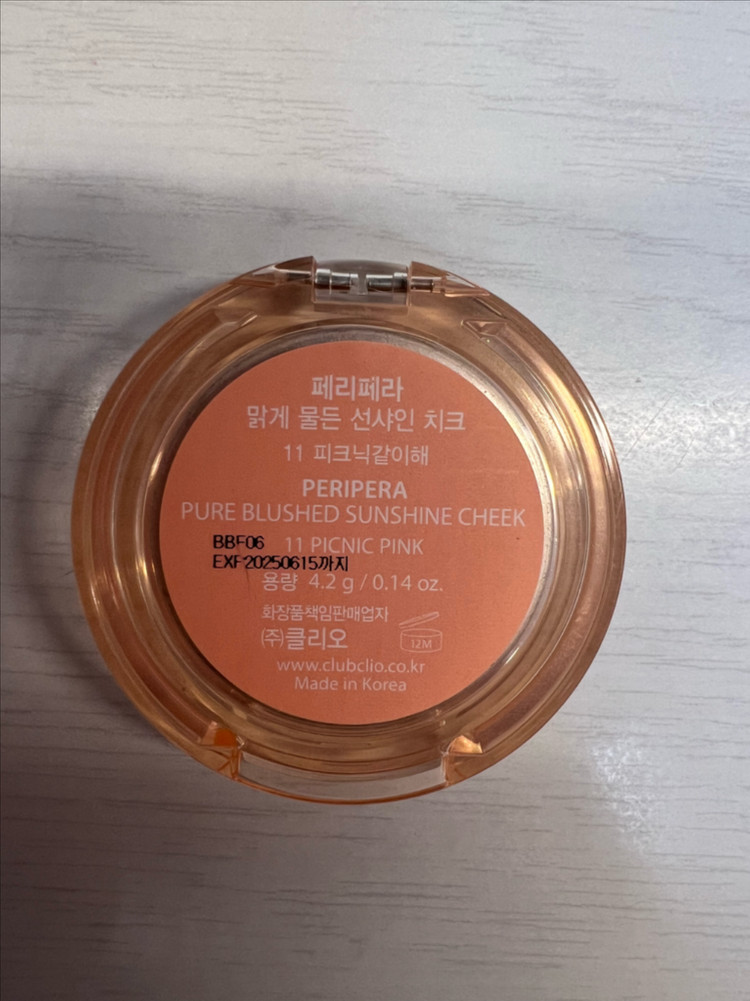 페리페라
맑게 물든 선샤인 치크
11 피크닉같이해
PERIPERA
PURE BLUSHED SUNSHINE CHEEK
11 PICNIC PINK
BBF06
EXP20250615까지
용량 4.2 g / 0.14 oz.
화장품책임판매업자
㈜클리오
12M
www.clubclio.co.kr
Made in Korea